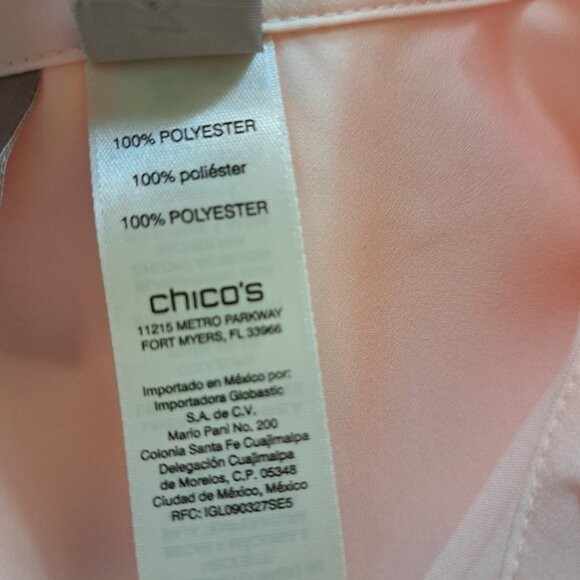 100% POLYESTER
100% poliéster
100% POLYESTER
chico's
11215 METRO PARKWAY
FORT MYERS, FL 33966
Importado en México por:
Importadora Globastic
S.A. de C.V.
Mario Pani No. 200
Colonia Santa Fe Cuajimalpa
Delegación Cuajimalpa
de Morelos, C.P. 05348
Ciudad de México, México
RFC: IGL090327SE5